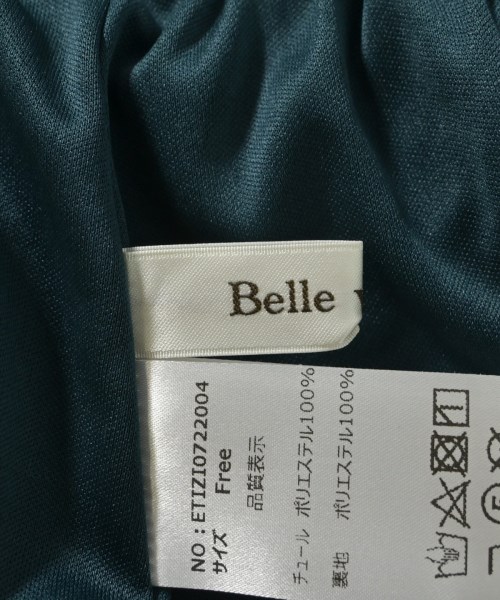 Belle
NO：ETIZI0722004
サイズ Free
品質表示
チュール ポリエステル100%
裏地 ポリエステル100%